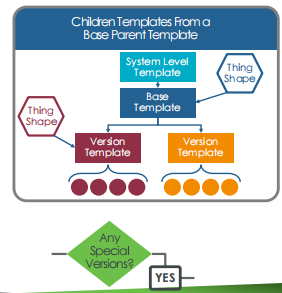 Children Templates From a
Base Parent Template
System Level
Template
Thing
Shape
Base
Template
Thing
Shape
Version
Template
Version
Template
Any
Special
Versions?
YES